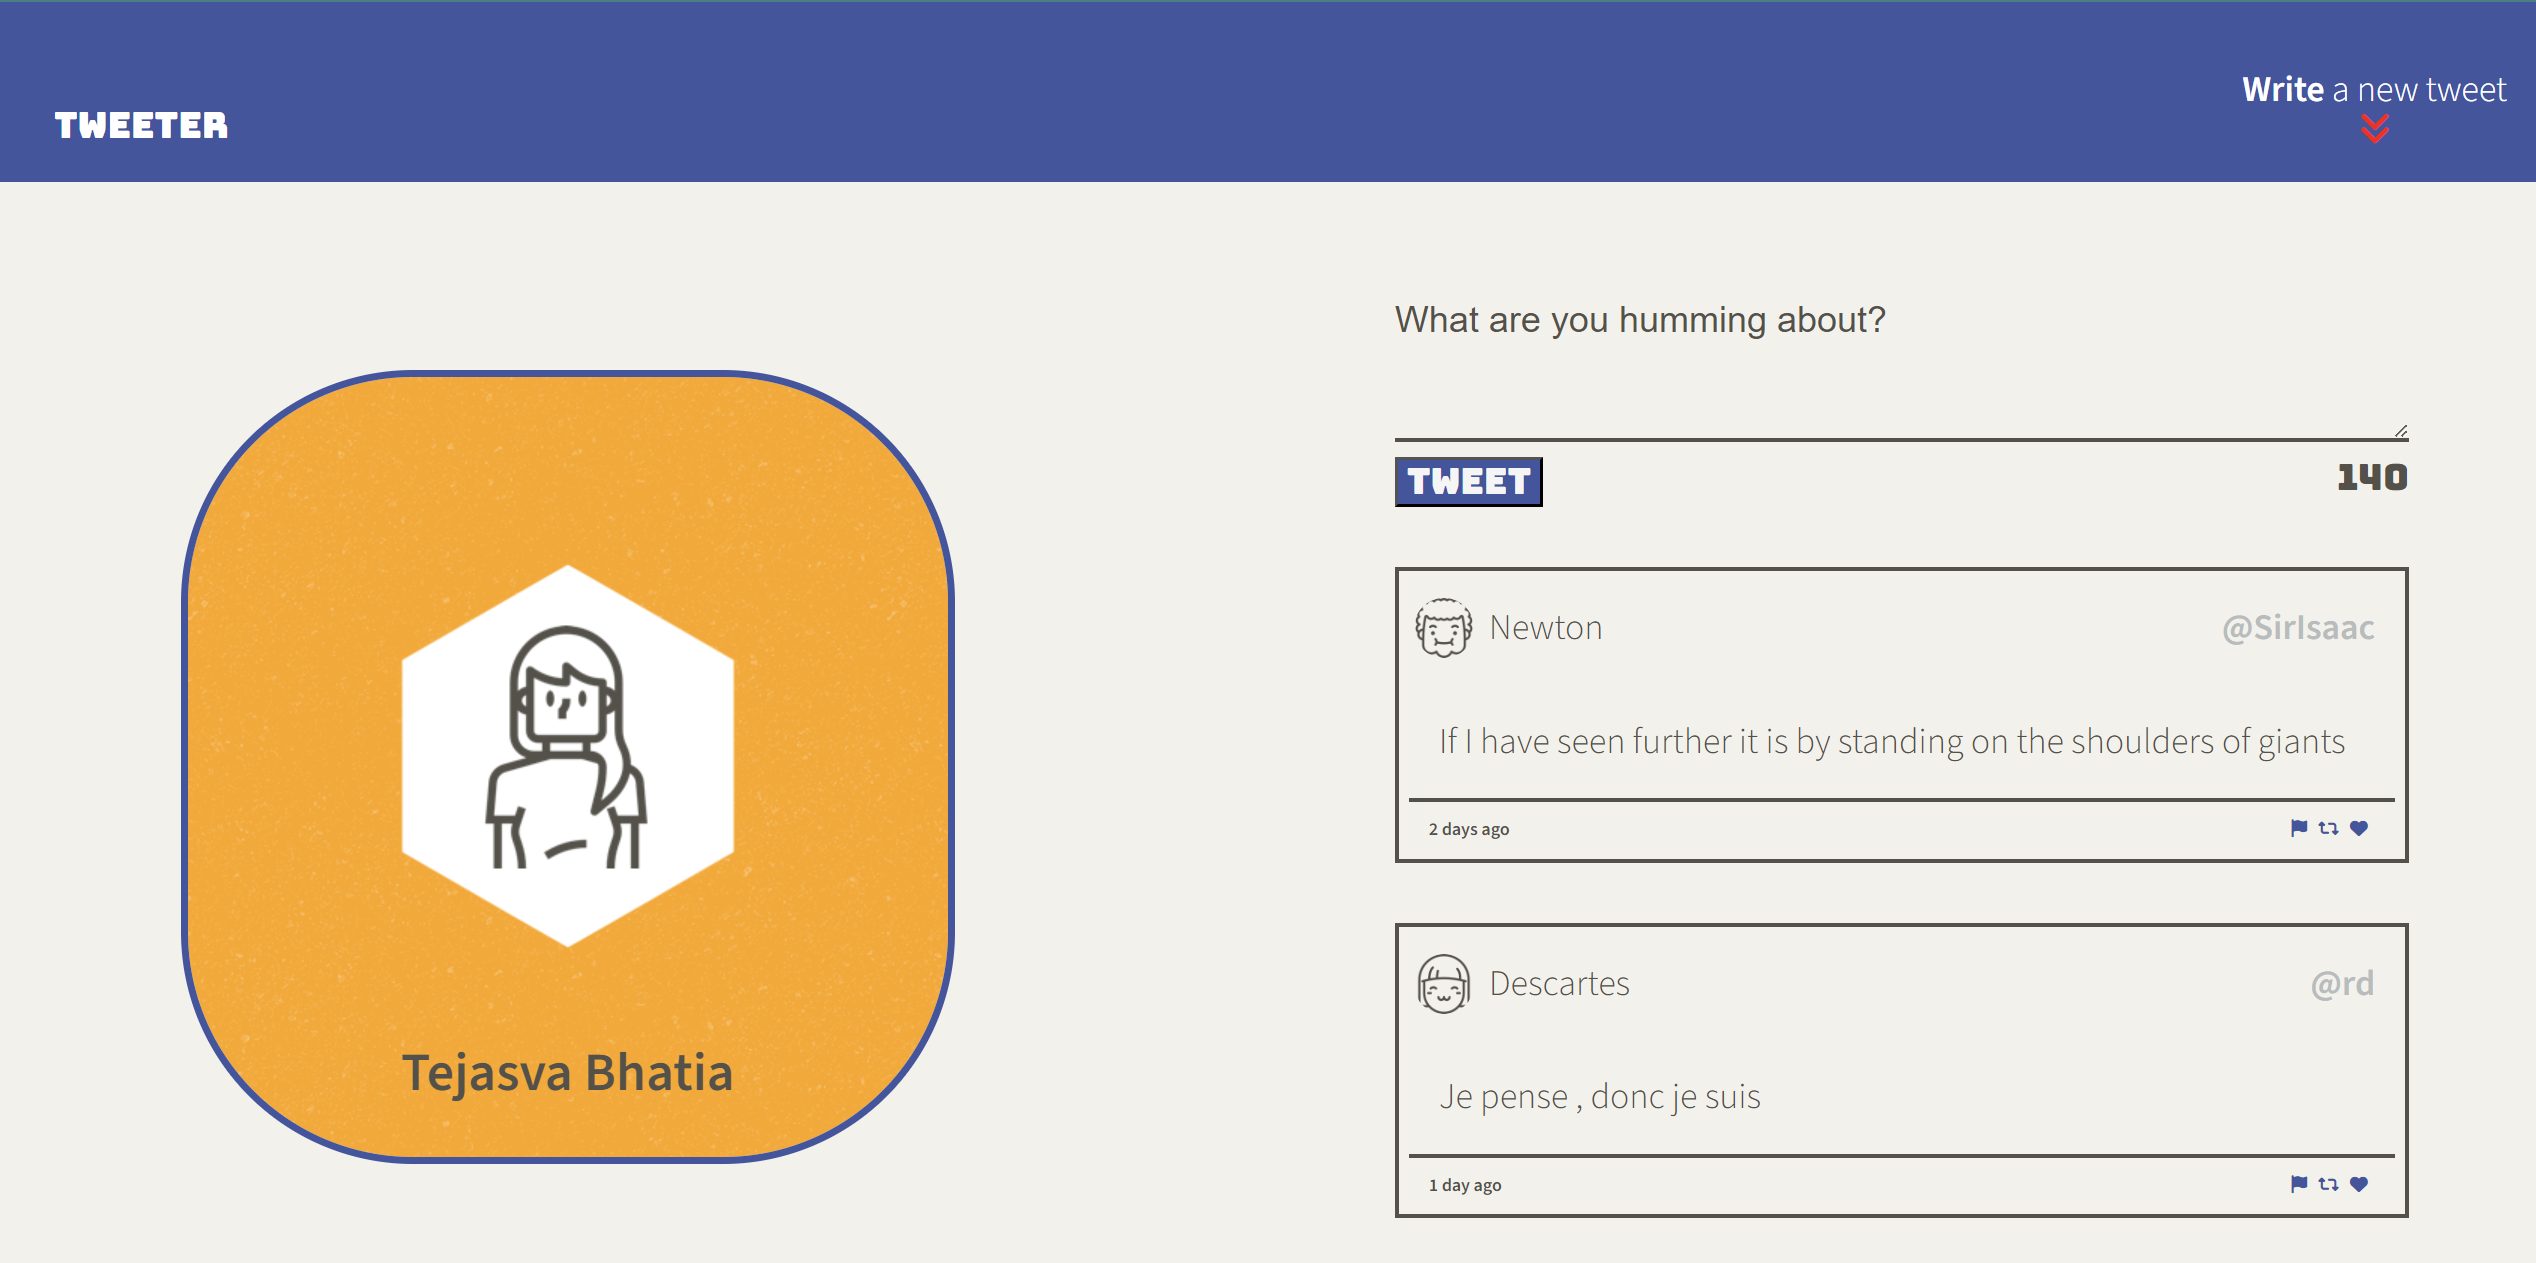 TWEETER
Write a new tweet
Tejasva Bhatia
What are you humming about?
TWEET
140
Newton
@SirIsaac
If I have seen further it is by standing on the shoulders of giants
2 days ago
Descartes
@rd
Je pense , donc je suis
1 day ago